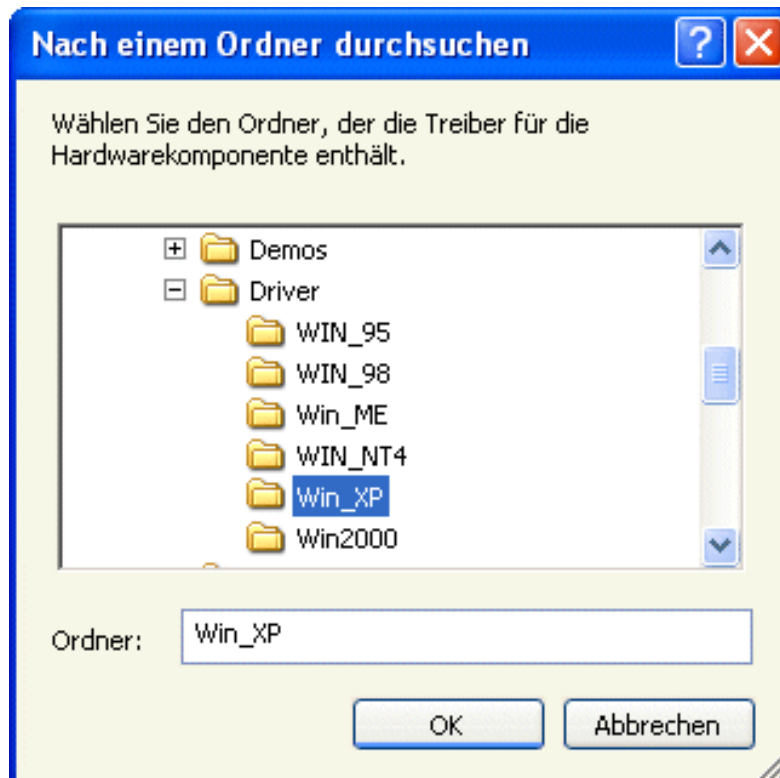 Nach einem Ordner durchsuchen
Wählen Sie den Ordner, der die Treiber für die
Hardwarekomponente enthält.
Demos
Driver
WIN_95
WIN_98
Win_ME
WIN_NT4
Win_XP
Win2000
Ordner: Win_XP
OK Abbrechen